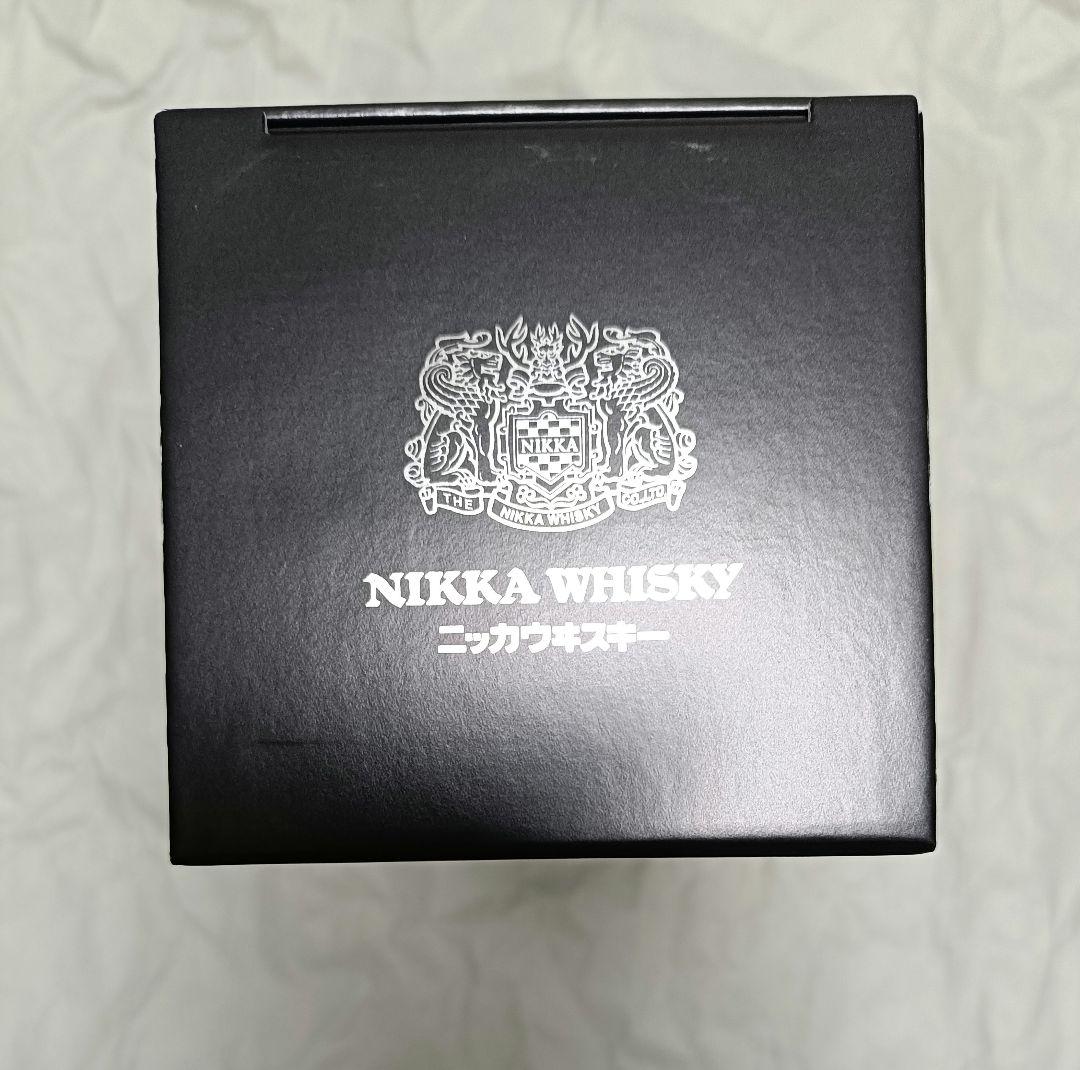 NIKKA
THE NIKKA WHISKY CO.,LTD
NIKKA WHISKY
ニッカウヰスキー